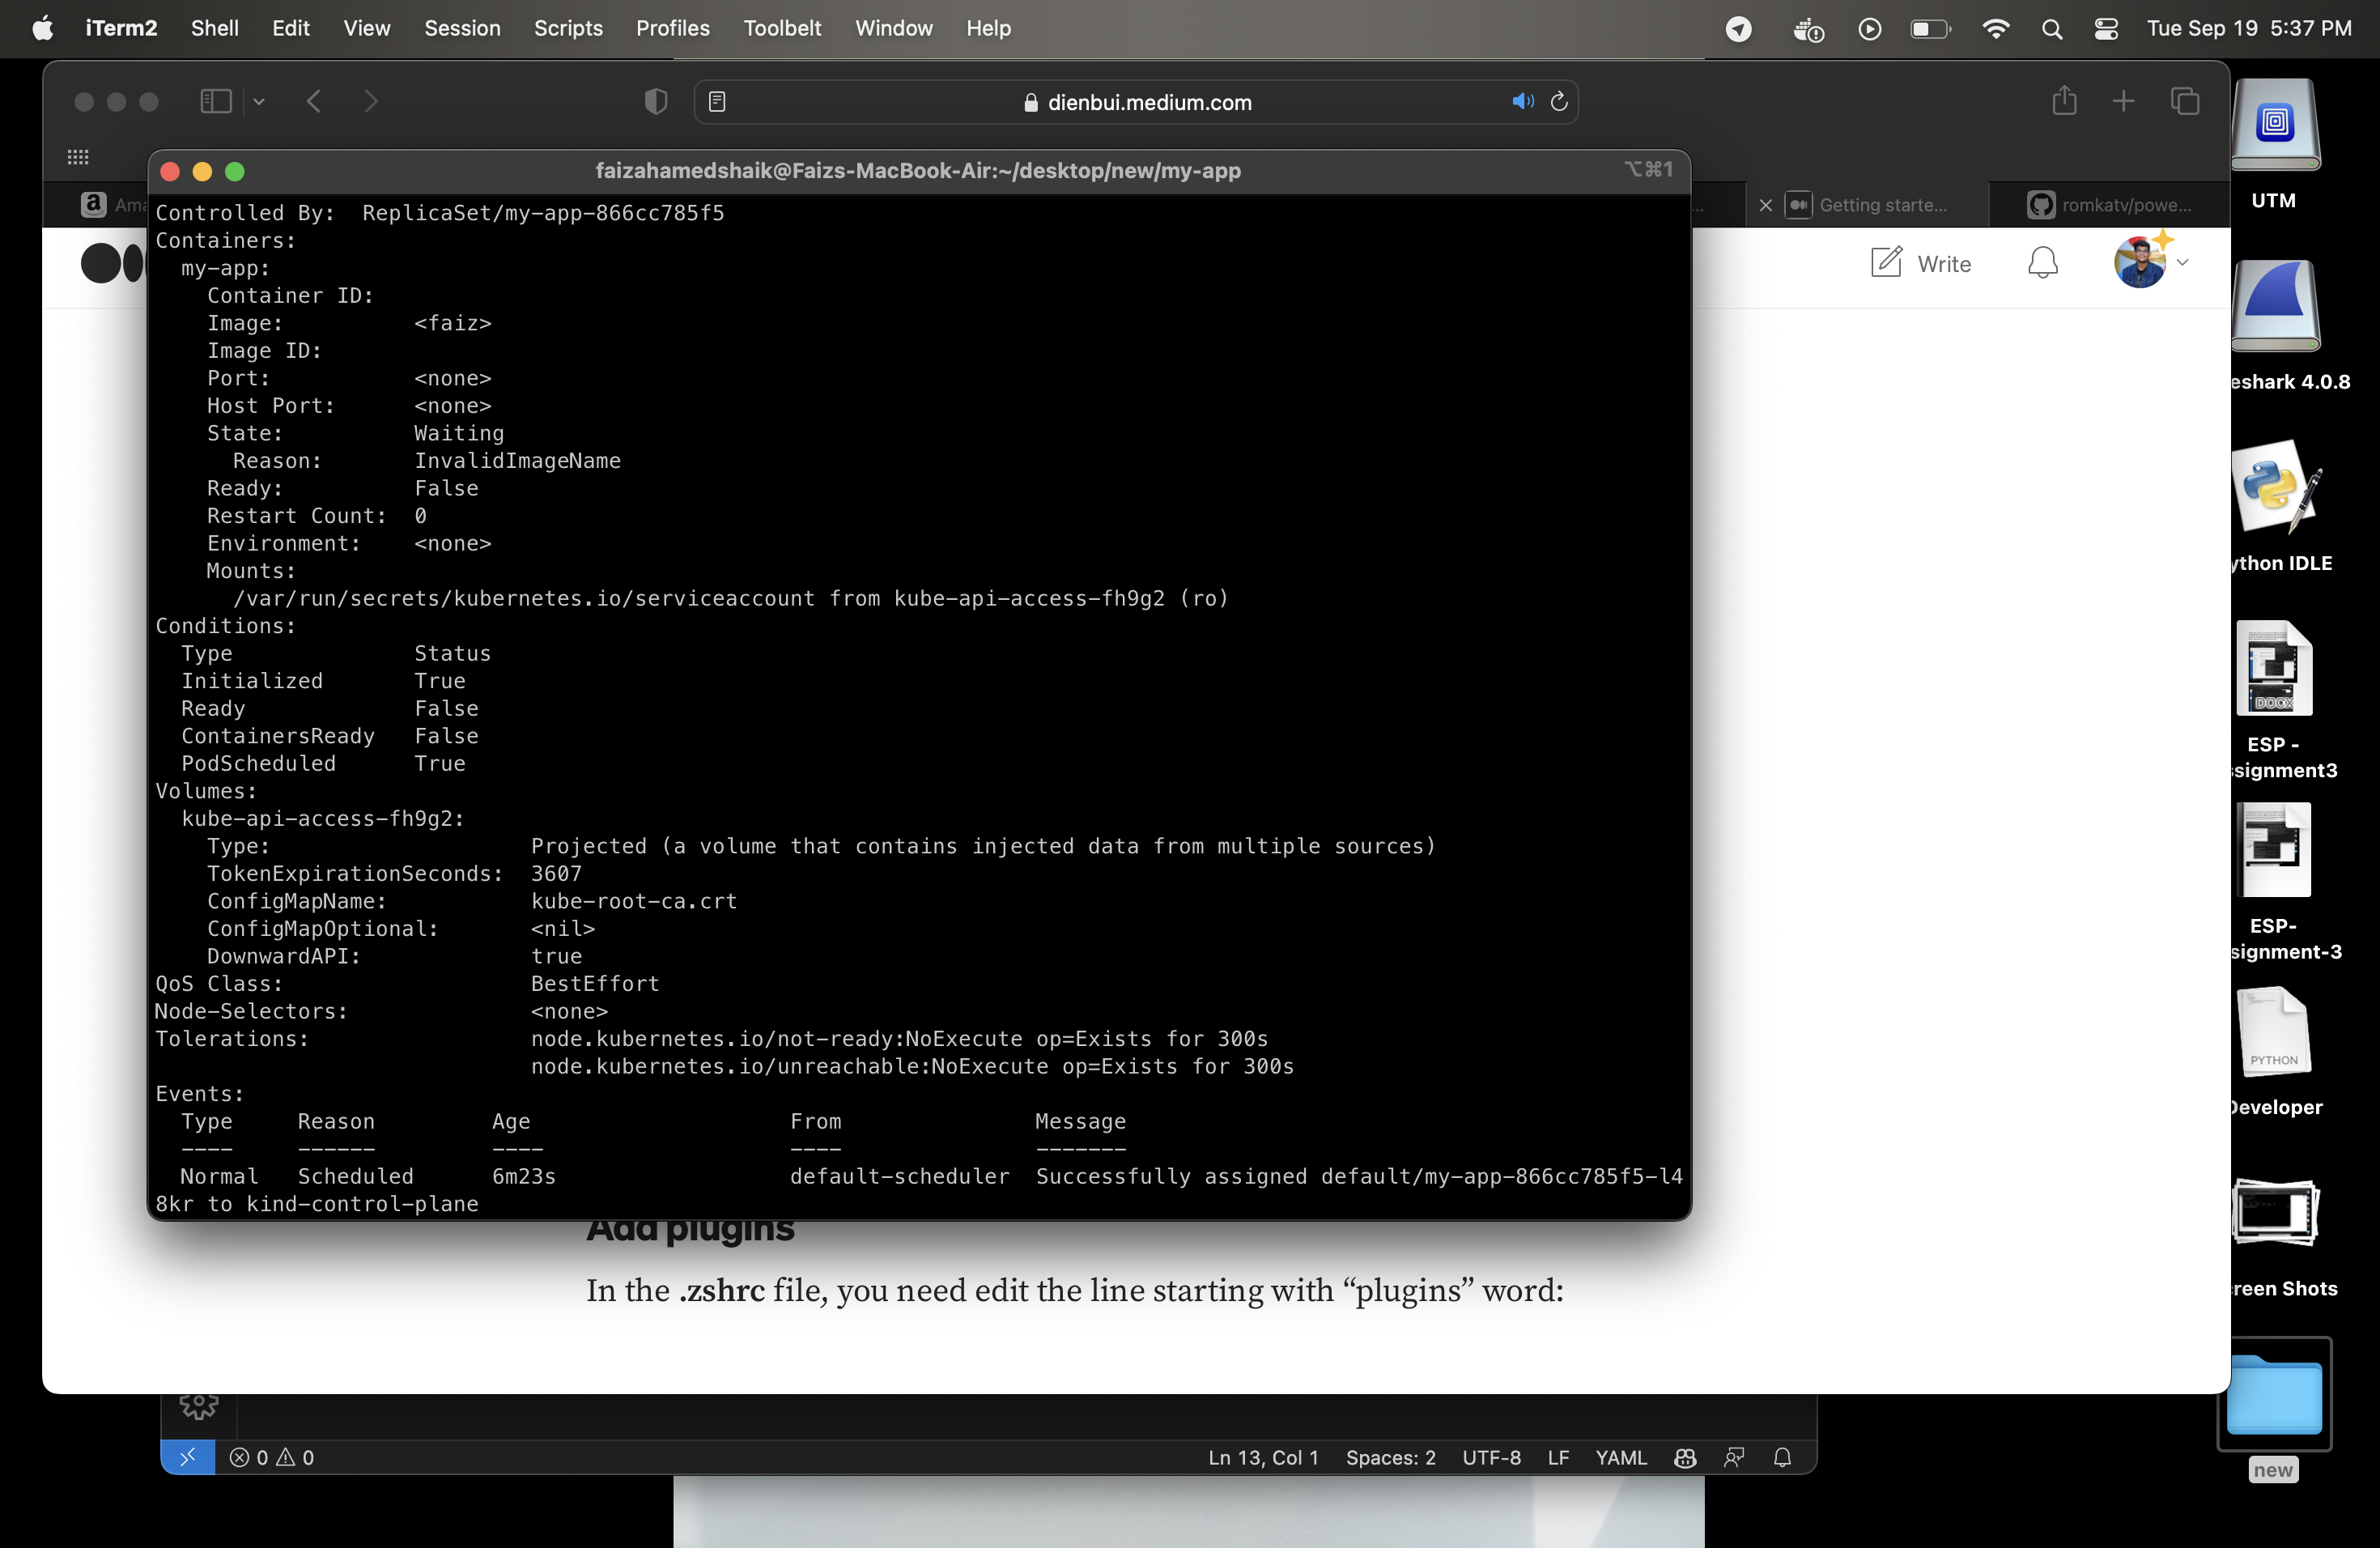 iTerm2 Shell Edit View Session Scripts Profiles Toolbelt Window Help Tue Sep 19 5:37 PM
dienbui.medium.com
faizahamedshaik@Faizs-MacBook-Air:~/desktop/new/my-app ⌥⌘1
Ama
Getting starte...
romkatv/powe...
Write
Controlled By: ReplicaSet/my-app-866cc785f5
Containers:
my-app:
Container ID:
Image: <faiz>
Image ID:
Port: <none>
Host Port: <none>
State: Waiting
Reason: InvalidImageName
Ready: False
Restart Count: 0
Environment: <none>
Mounts:
/var/run/secrets/kubernetes.io/serviceaccount from kube-api-access-fh9g2 (ro)
Conditions:
Type Status
Initialized True
Ready False
ContainersReady False
PodScheduled True
Volumes:
kube-api-access-fh9g2:
Type: Projected (a volume that contains injected data from multiple sources)
TokenExpirationSeconds: 3607
ConfigMapName: kube-root-ca.crt
ConfigMapOptional: <nil>
DownwardAPI: true
QoS Class: BestEffort
Node-Selectors: <none>
Tolerations: node.kubernetes.io/not-ready:NoExecute op=Exists for 300s
node.kubernetes.io/unreachable:NoExecute op=Exists for 300s
Events:
Type Reason Age From Message
---- ------ ---- ---- -------
Normal Scheduled 6m23s default-scheduler Successfully assigned default/my-app-866cc785f5-l4
8kr to kind-control-plane
Add plugins
In the .zshrc file, you need edit the line starting with “plugins” word:
0 0 Ln 13, Col 1 Spaces: 2 UTF-8 LF YAML
UTM
eshark 4.0.8
ython IDLE
DOCX
ESP -
signment3
ESP-
signment-3
PYTHON
Developer
reen Shots
new